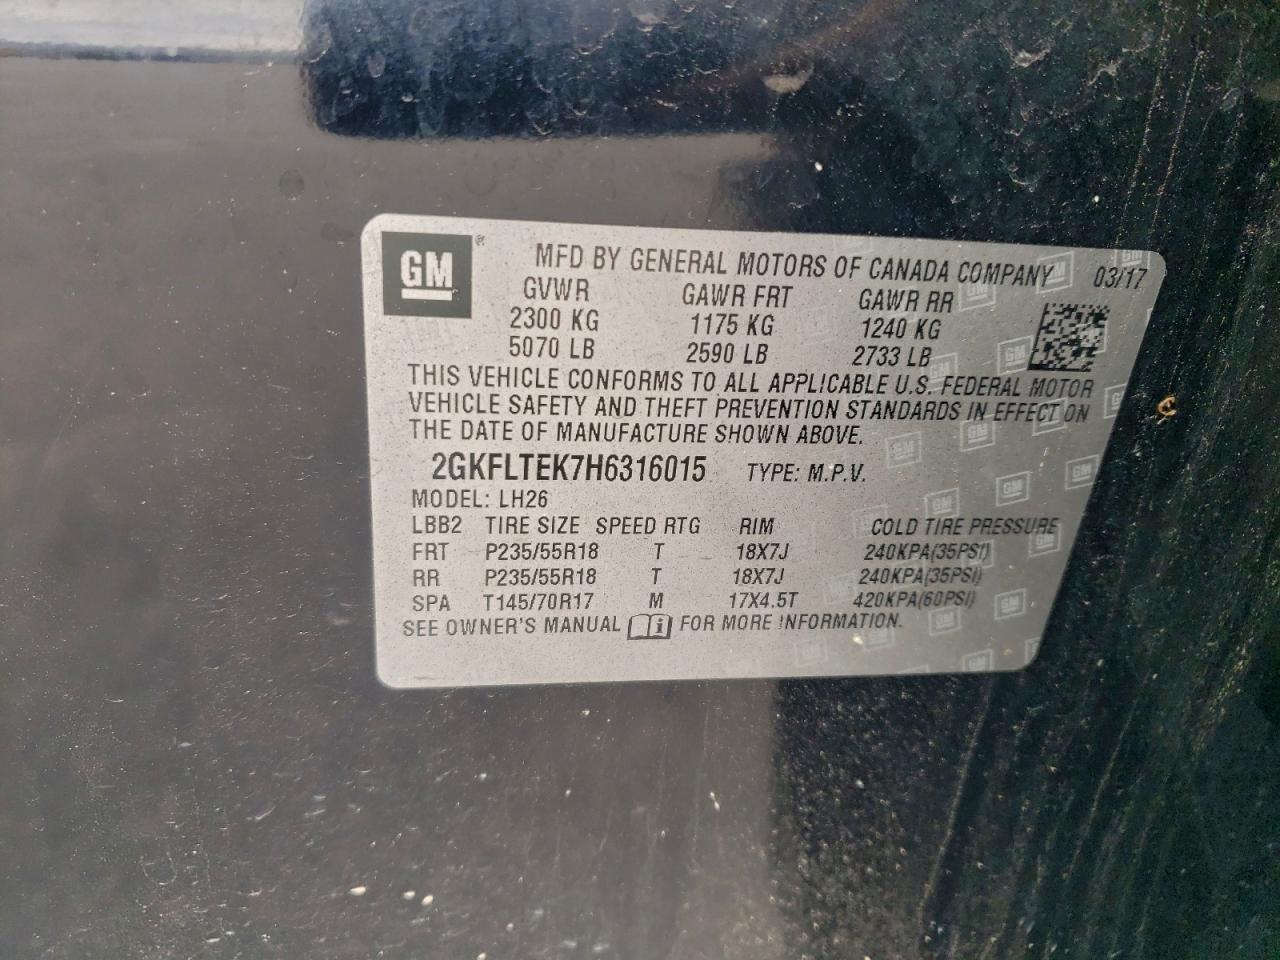 GM® MFD BY GENERAL MOTORS OF CANADA COMPANY 03/17
GVWR GAWR FRT GAWR RR
2300 KG 1175 KG 1240 KG
5070 LB 2590 LB 2733 LB
THIS VEHICLE CONFORMS TO ALL APPLICABLE U.S. FEDERAL MOTOR
VEHICLE SAFETY AND THEFT PREVENTION STANDARDS IN EFFECT ON
THE DATE OF MANUFACTURE SHOWN ABOVE.
2GKFLTEK7H6316015 TYPE: M.P.V.
MODEL: LH26
LBB2 TIRE SIZE SPEED RTG RIM COLD TIRE PRESSURE
FRT P235/55R18 T 18X7J 240KPA(35PSI)
RR P235/55R18 T 18X7J 240KPA(35PSI)
SPA T145/70R17 M 17X4.5T 420KPA(60PSI)
SEE OWNER'S MANUAL FOR MORE INFORMATION.